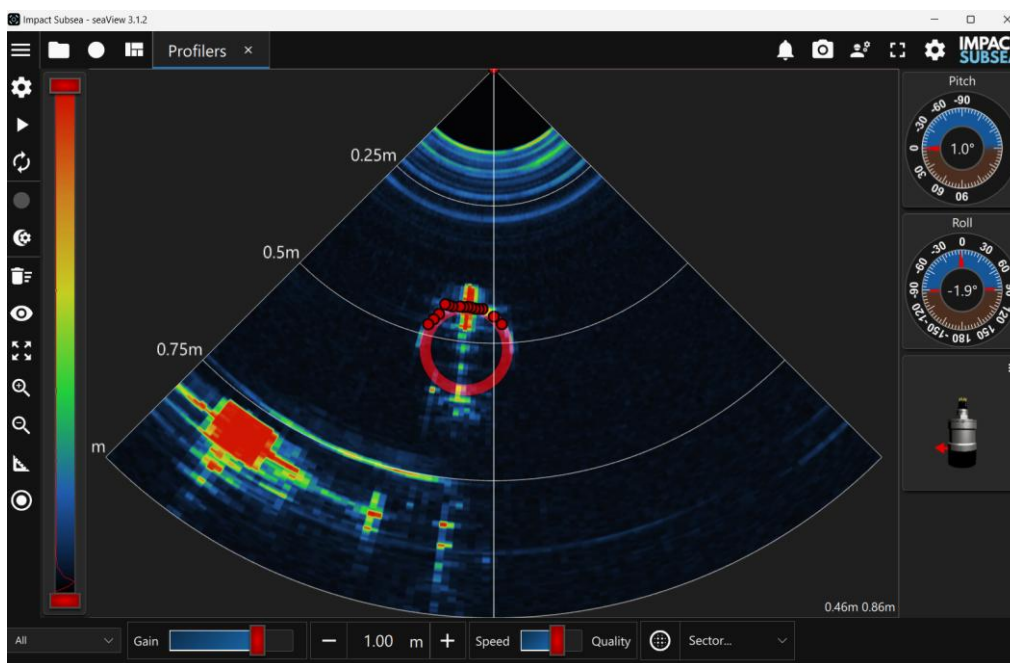 Impact Subsea - seaView 3.1.2
Profilers ×
IMPAC
SUBSEA
0.25m
0.5m
0.75m
m
Pitch
-90
-60
-30
0
30
60
90
1.0°
Roll
0
-30
30
-60
60
-90
90
-120
120
-150
150
180
-1.9°
0.46m 0.86m
All
Gain
1.00 m
Speed
Quality
Sector...